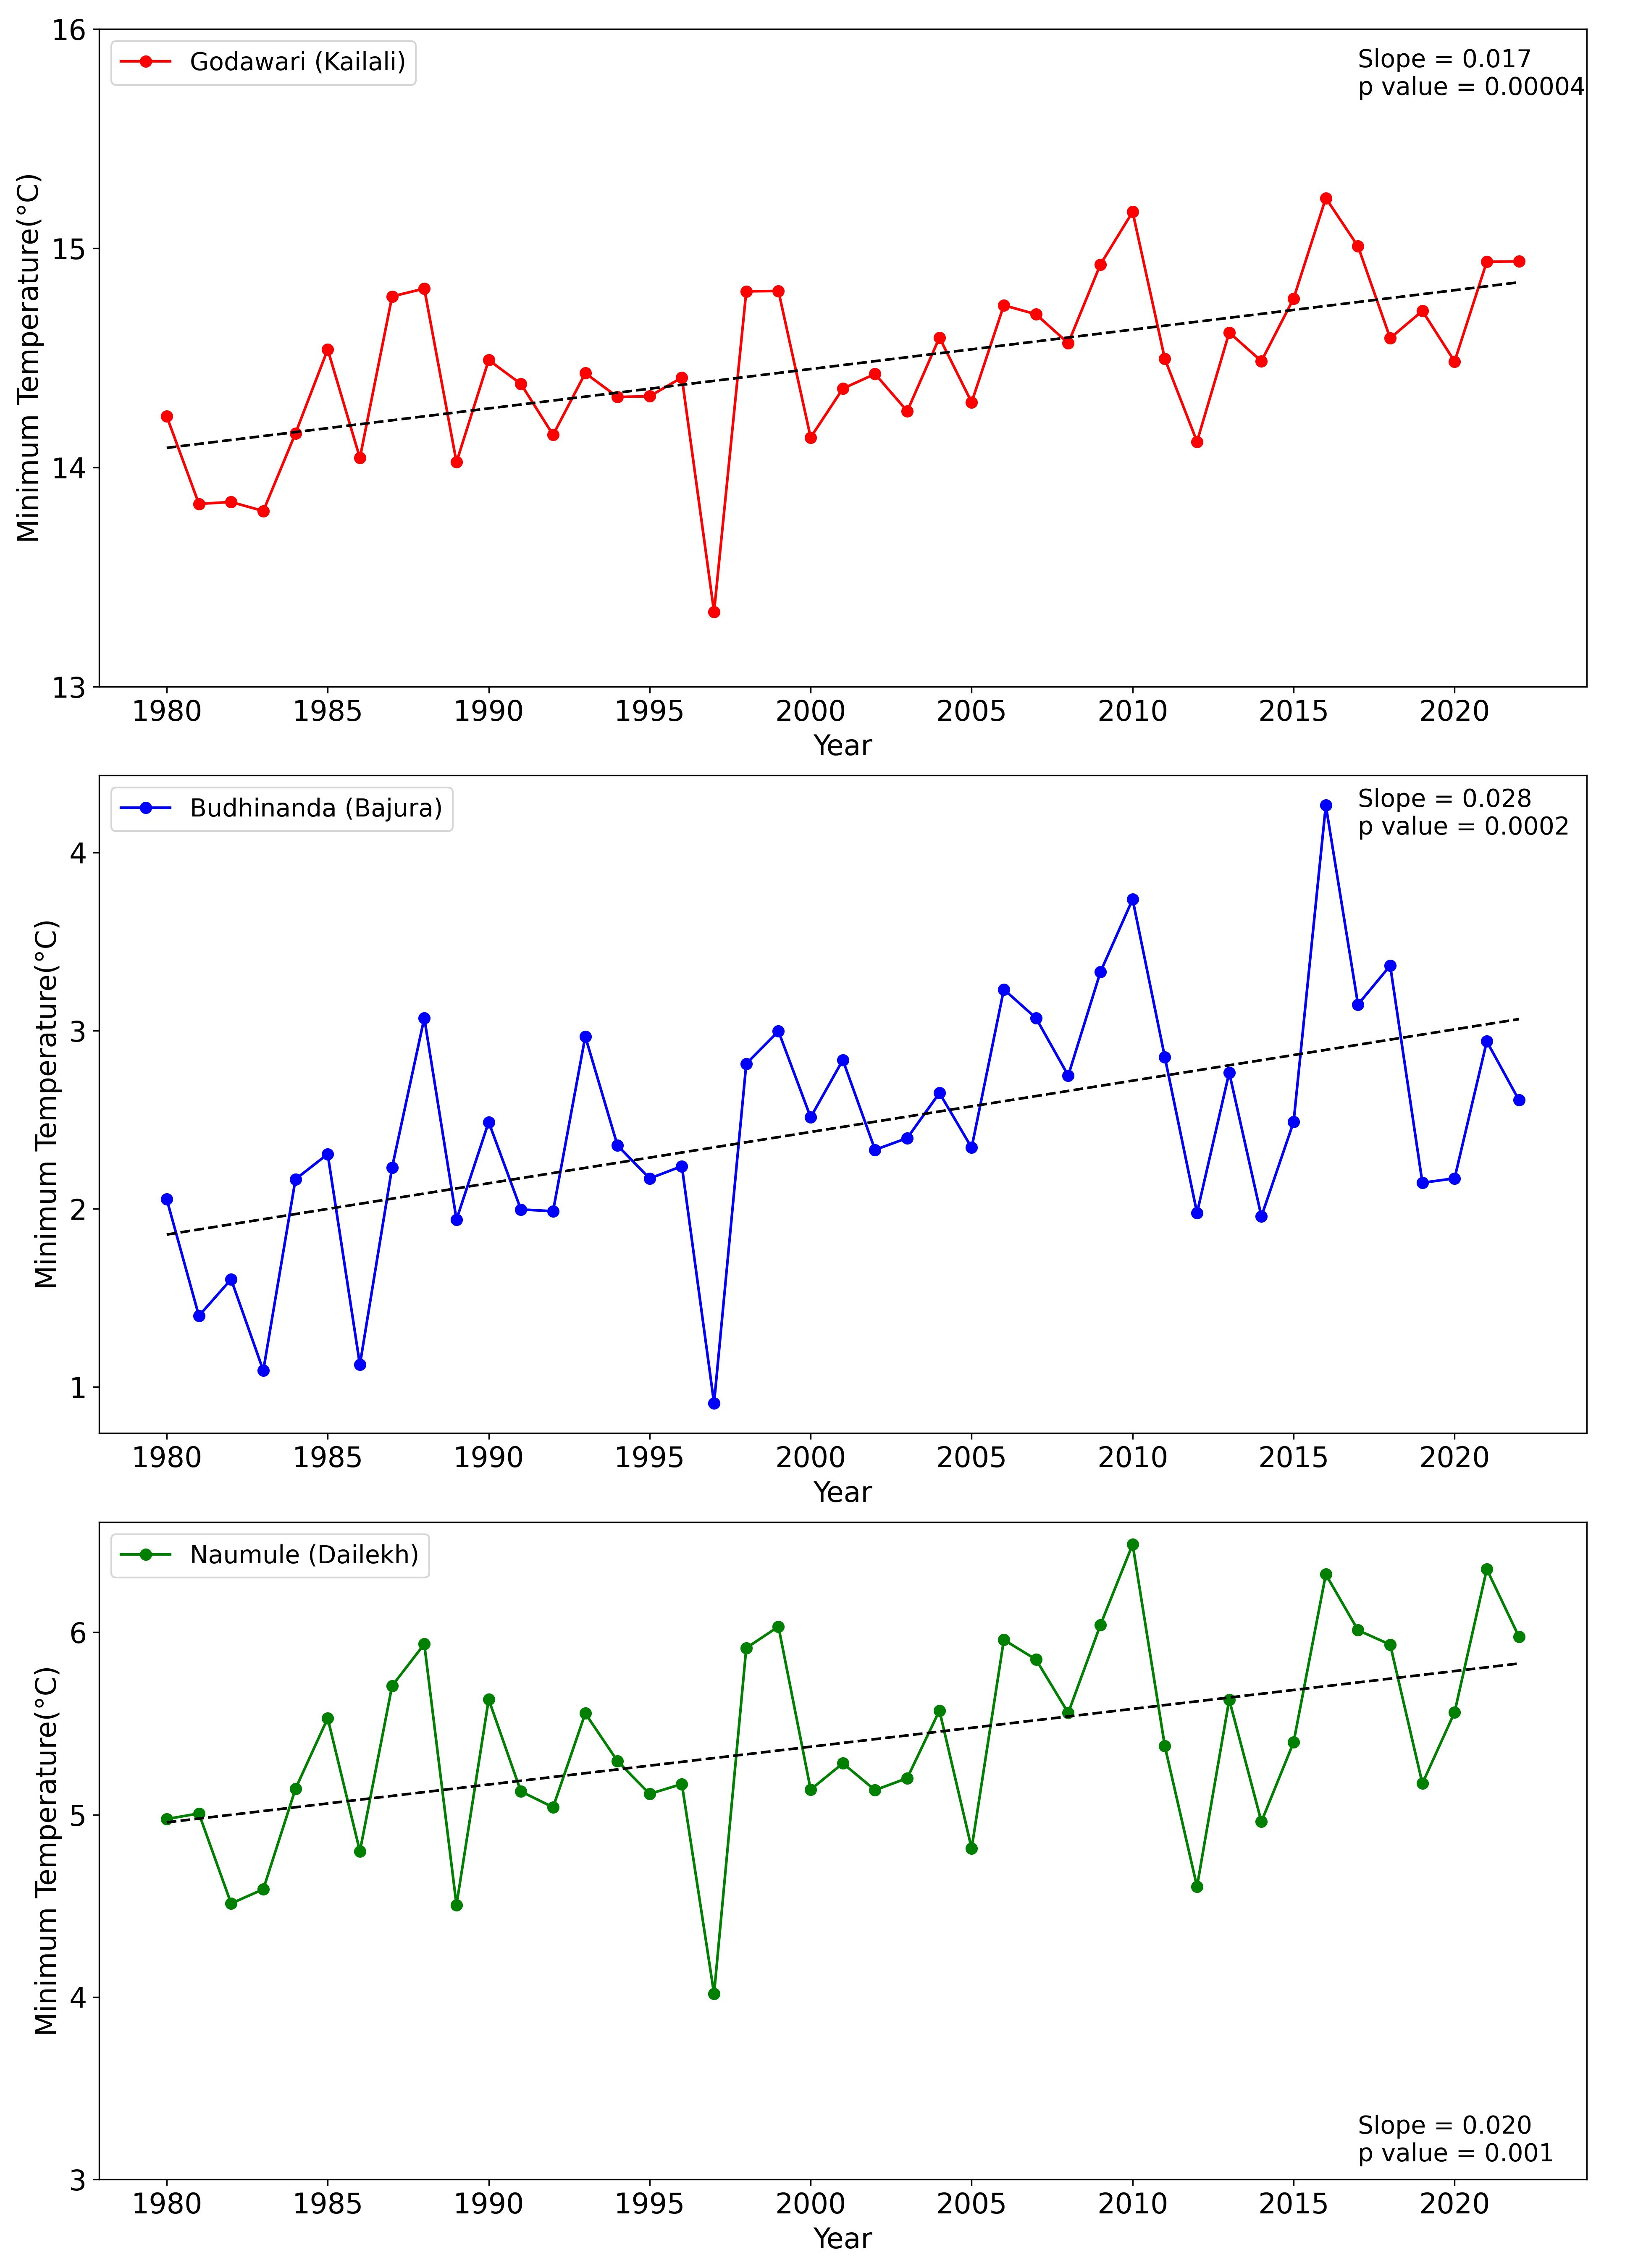 Godawari (Kailali)
Slope = 0.017
p value = 0.00004
Minimum Temperature(°C)
16
15
14
13
1980 1985 1990 1995 2000 2005 2010 2015 2020
Year
Budhinanda (Bajura)
Slope = 0.028
p value = 0.0002
Minimum Temperature(°C)
4
3
2
1
1980 1985 1990 1995 2000 2005 2010 2015 2020
Year
Naumule (Dailekh)
Minimum Temperature(°C)
6
5
4
3
Slope = 0.020
p value = 0.001
1980 1985 1990 1995 2000 2005 2010 2015 2020
Year